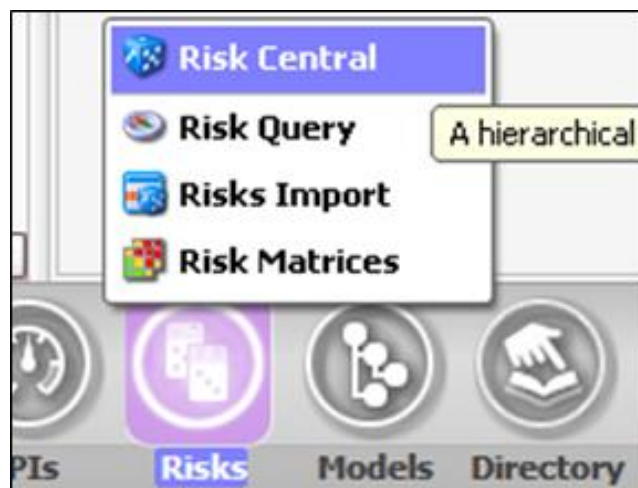 Risk Central
Risk Query
A hierarchical
Risks Import
Risk Matrices
PIs
Risks
Models
Directory